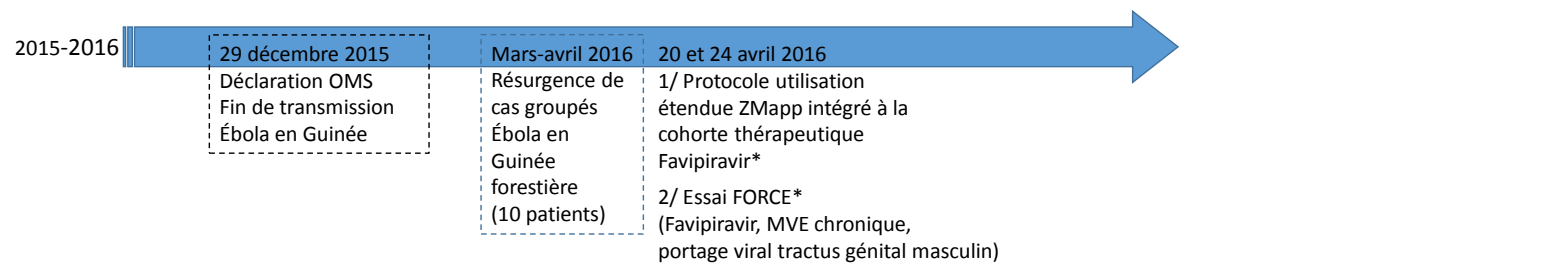 2015-2016
29 décembre 2015
Déclaration OMS
Fin de transmission
Ébola en Guinée
Mars-avril 2016
Résurgence de
cas groupés
Ébola en
Guinée
forestière
(10 patients)
20 et 24 avril 2016
1/ Protocole utilisation
étendue ZMapp intégré à la
cohorte thérapeutique
Favipiravir*
2/ Essai FORCE*
(Favipiravir, MVE chronique,
portage viral tractus génital masculin)